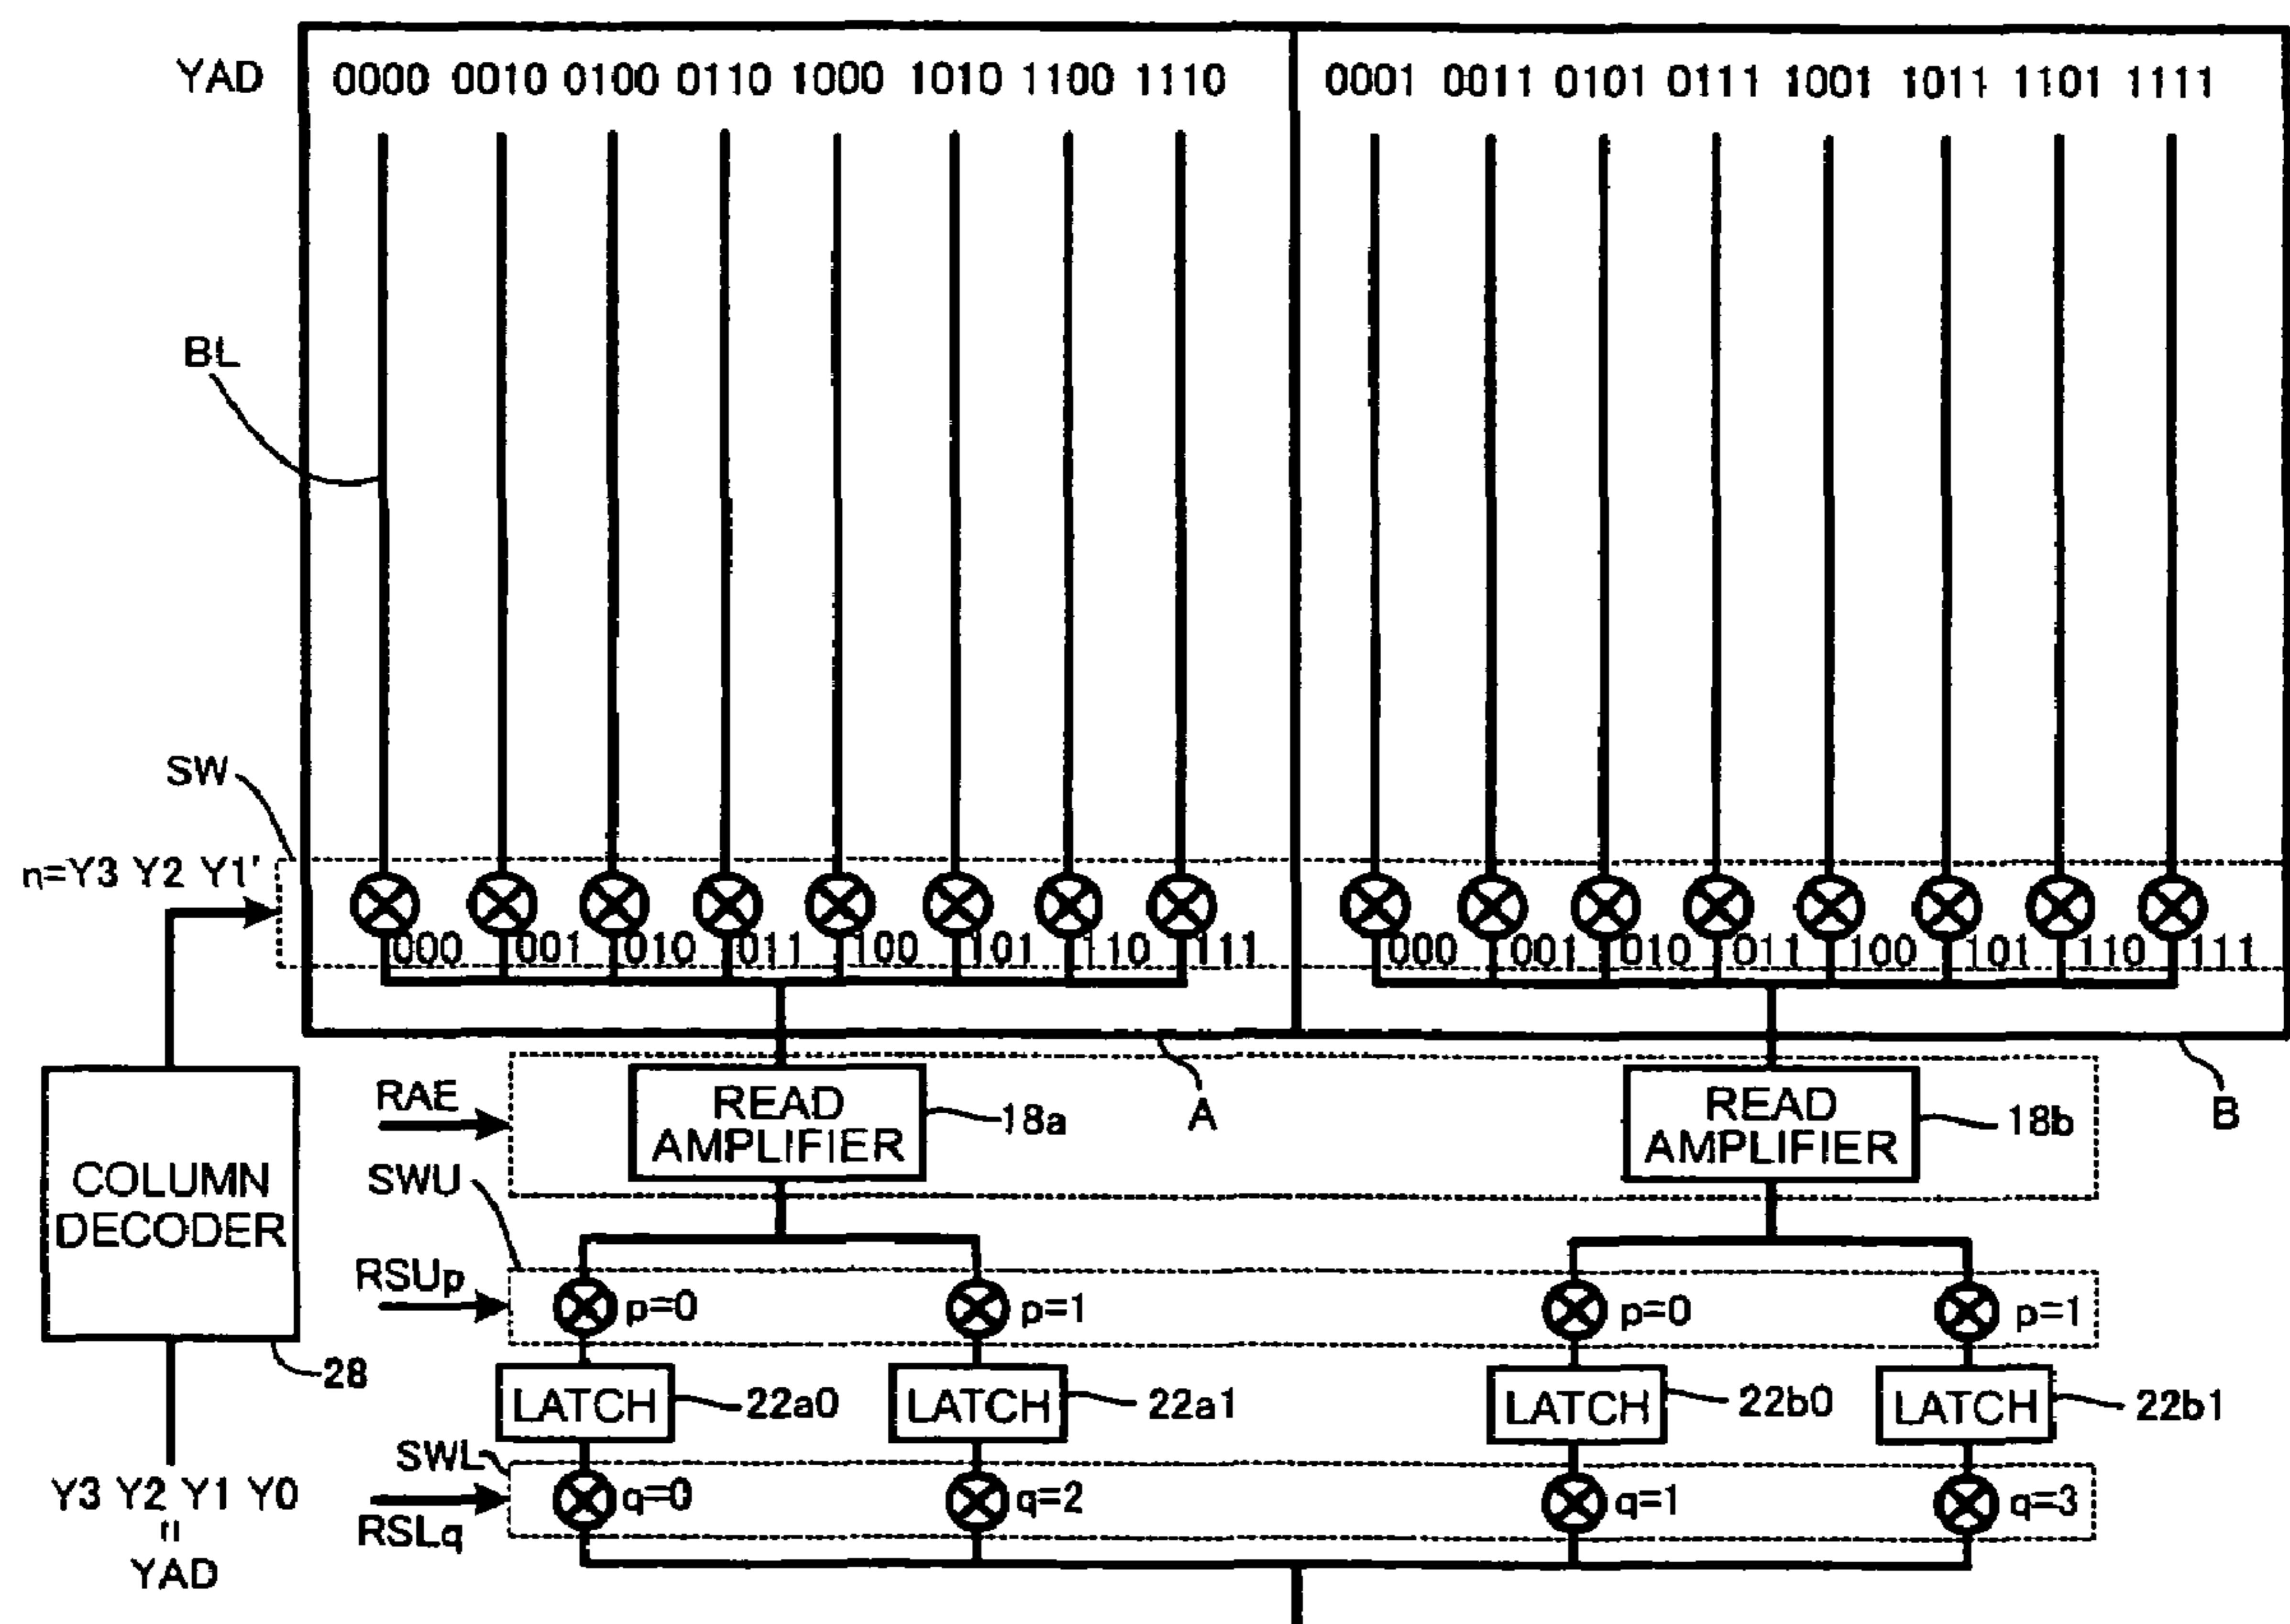 YAD 0000 0010 0100 0110 1000 1010 1100 1110 0001 0011 0101 0111 1001 1011 1101 1111
BL
SW
n=Y3 Y2 Y1'
000 001 010 011 100 101 110 111 000 001 010 011 100 101 110 111
A
B
RAE
READ
AMPLIFIER
18a
READ
AMPLIFIER
18b
COLUMN
DECODER
28
SWU
RSUp
p=0 p=1 p=0 p=1
LATCH 22a0 LATCH 22a1 LATCH 22b0 LATCH 22b1
SWL
RSLq
q=0 q=2 q=1 q=3
Y3 Y2 Y1 Y0
=
YAD